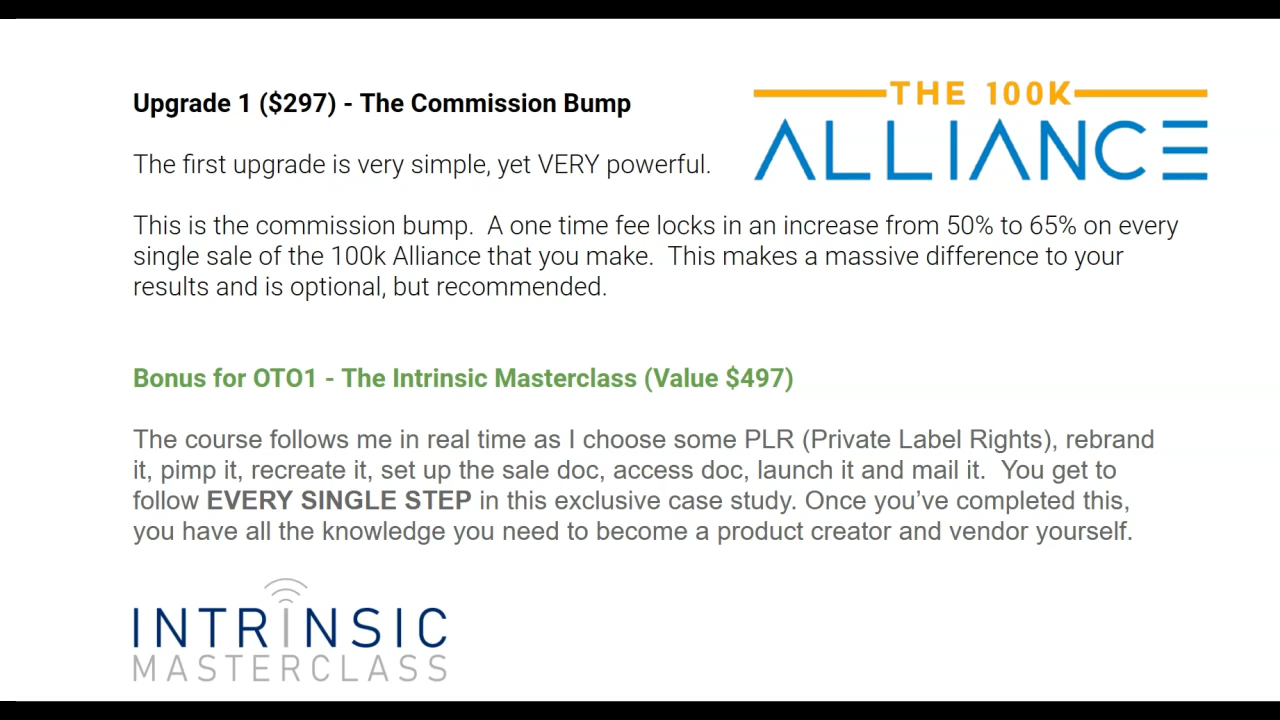 Upgrade 1 ($297) - The Commission Bump
THE 100K
ALLIANCE
The first upgrade is very simple, yet VERY powerful.
This is the commission bump.  A one time fee locks in an increase from 50% to 65% on every
single sale of the 100k Alliance that you make.  This makes a massive difference to your
results and is optional, but recommended.
Bonus for OTO1 - The Intrinsic Masterclass (Value $497)
The course follows me in real time as I choose some PLR (Private Label Rights), rebrand
it, pimp it, recreate it, set up the sale doc, access doc, launch it and mail it.  You get to
follow EVERY SINGLE STEP in this exclusive case study. Once you’ve completed this,
you have all the knowledge you need to become a product creator and vendor yourself.
INTRINSIC
MASTERCLASS